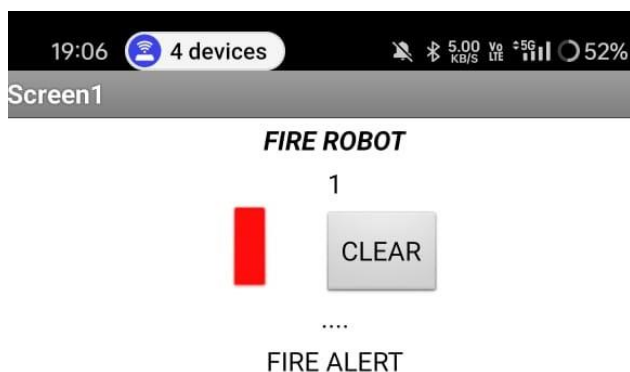 19:06 4 devices 5.00 KB/S Vo LTE 5G 52%
Screen1
FIRE ROBOT
1
CLEAR
....
FIRE ALERT